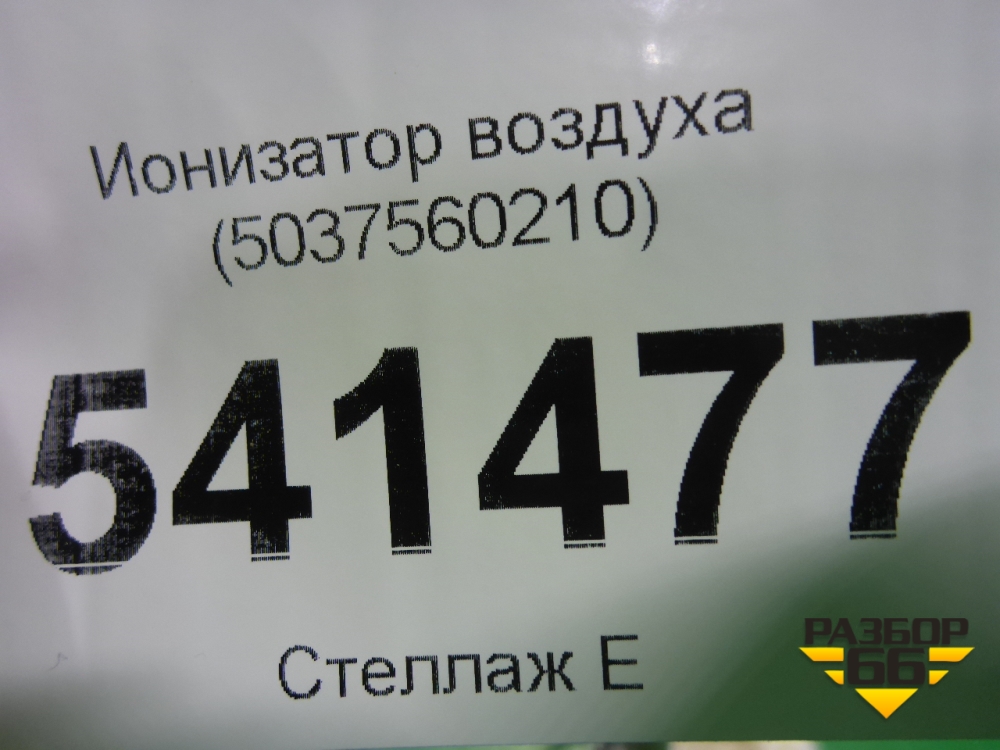 Ионизатор воздуха
(5037560210)
541477
Стеллаж Е
РАЗБОР
66